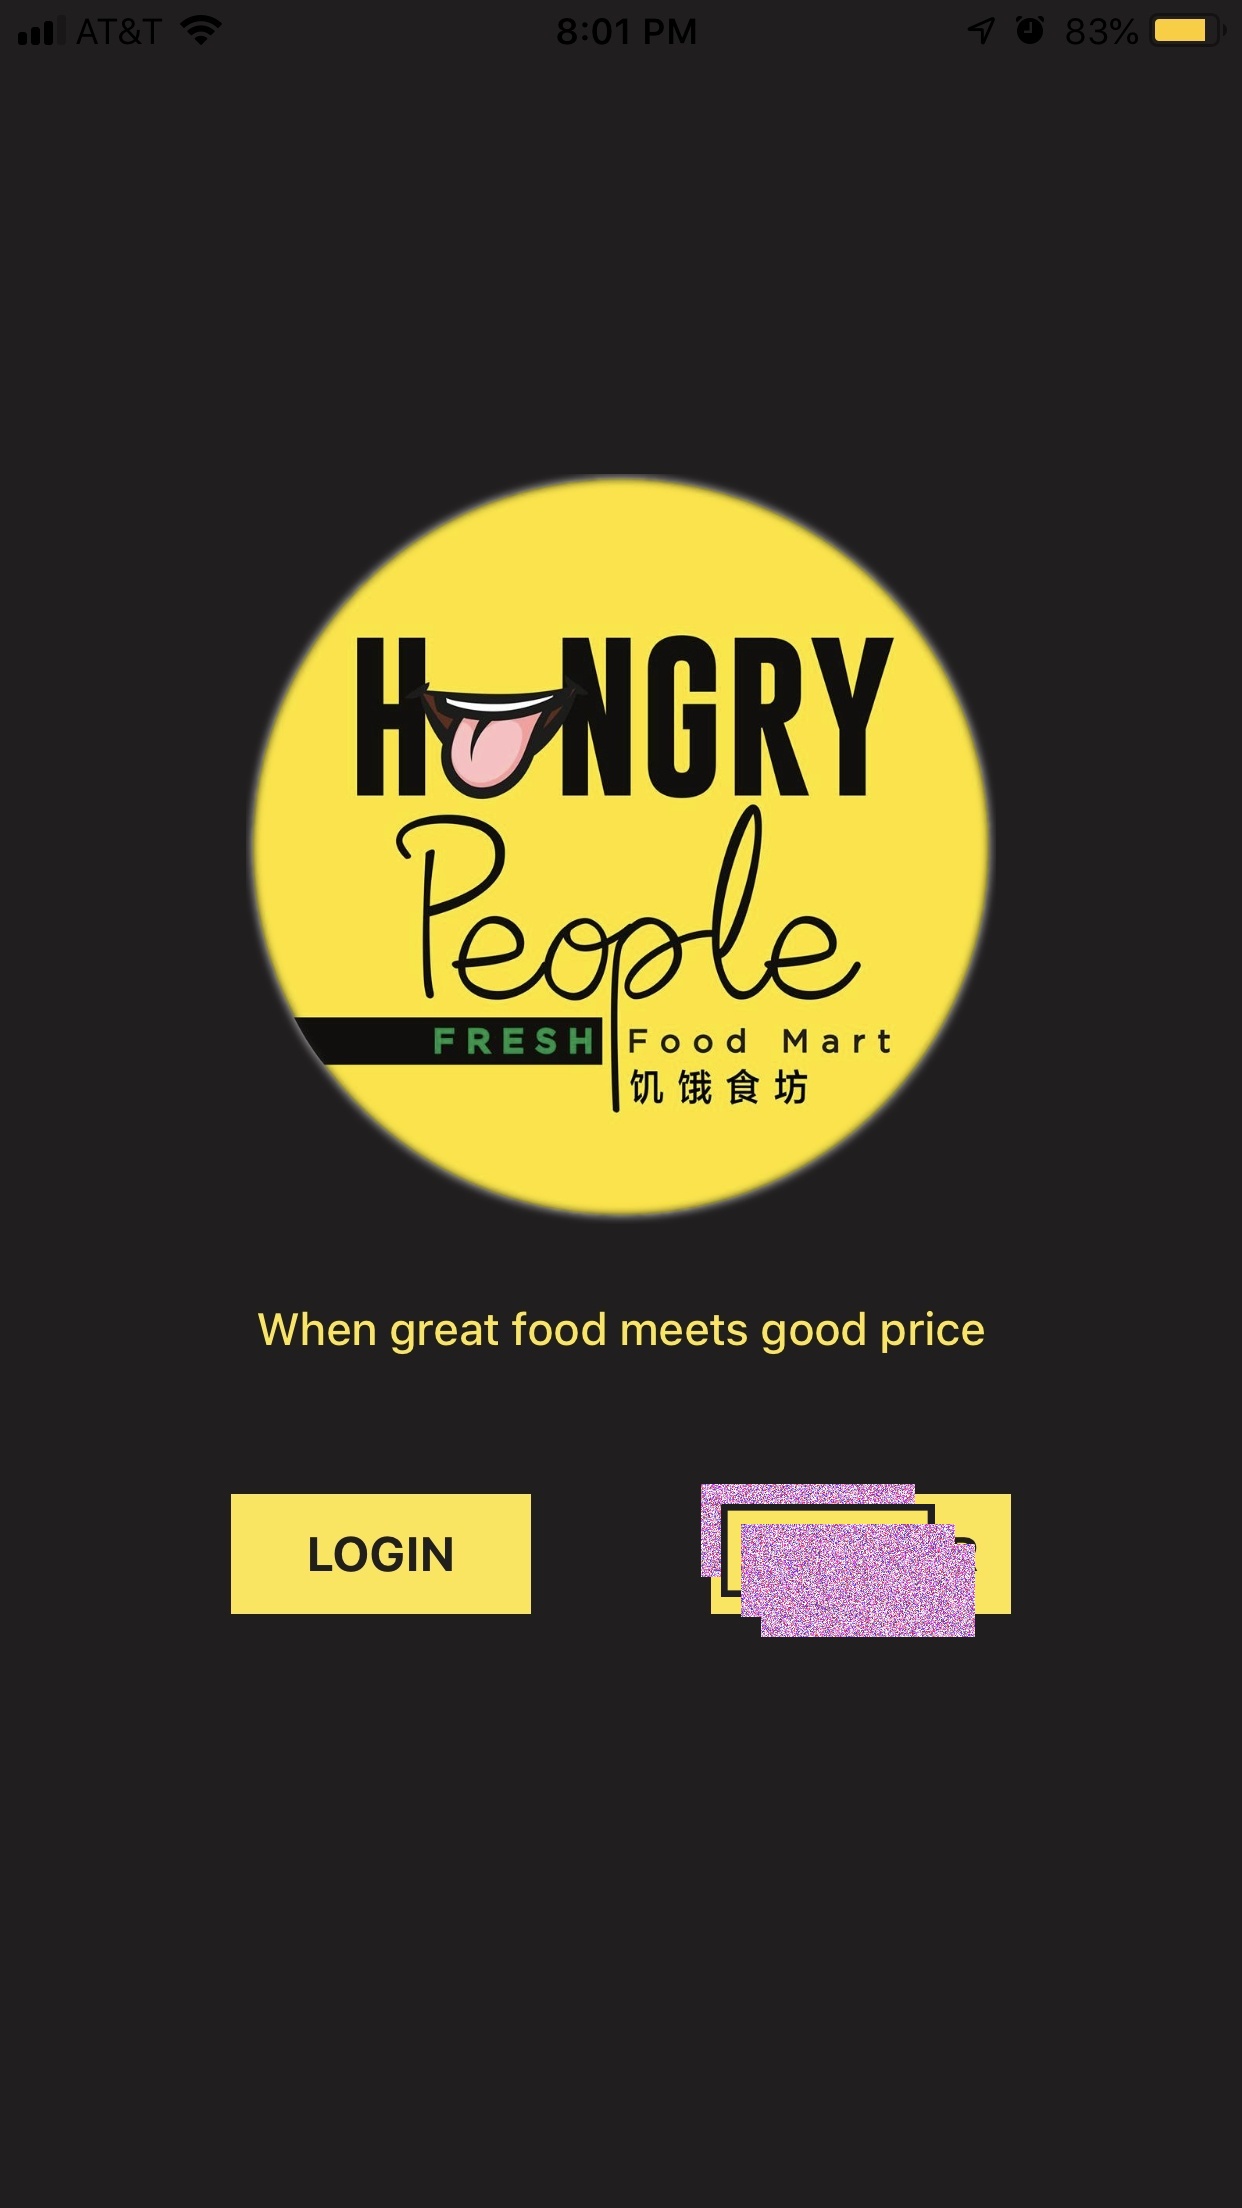 AT&T 8:01 PM 83%
HUNGRY
People
FRESH Food Mart
饥饿食坊
When great food meets good price
LOGIN